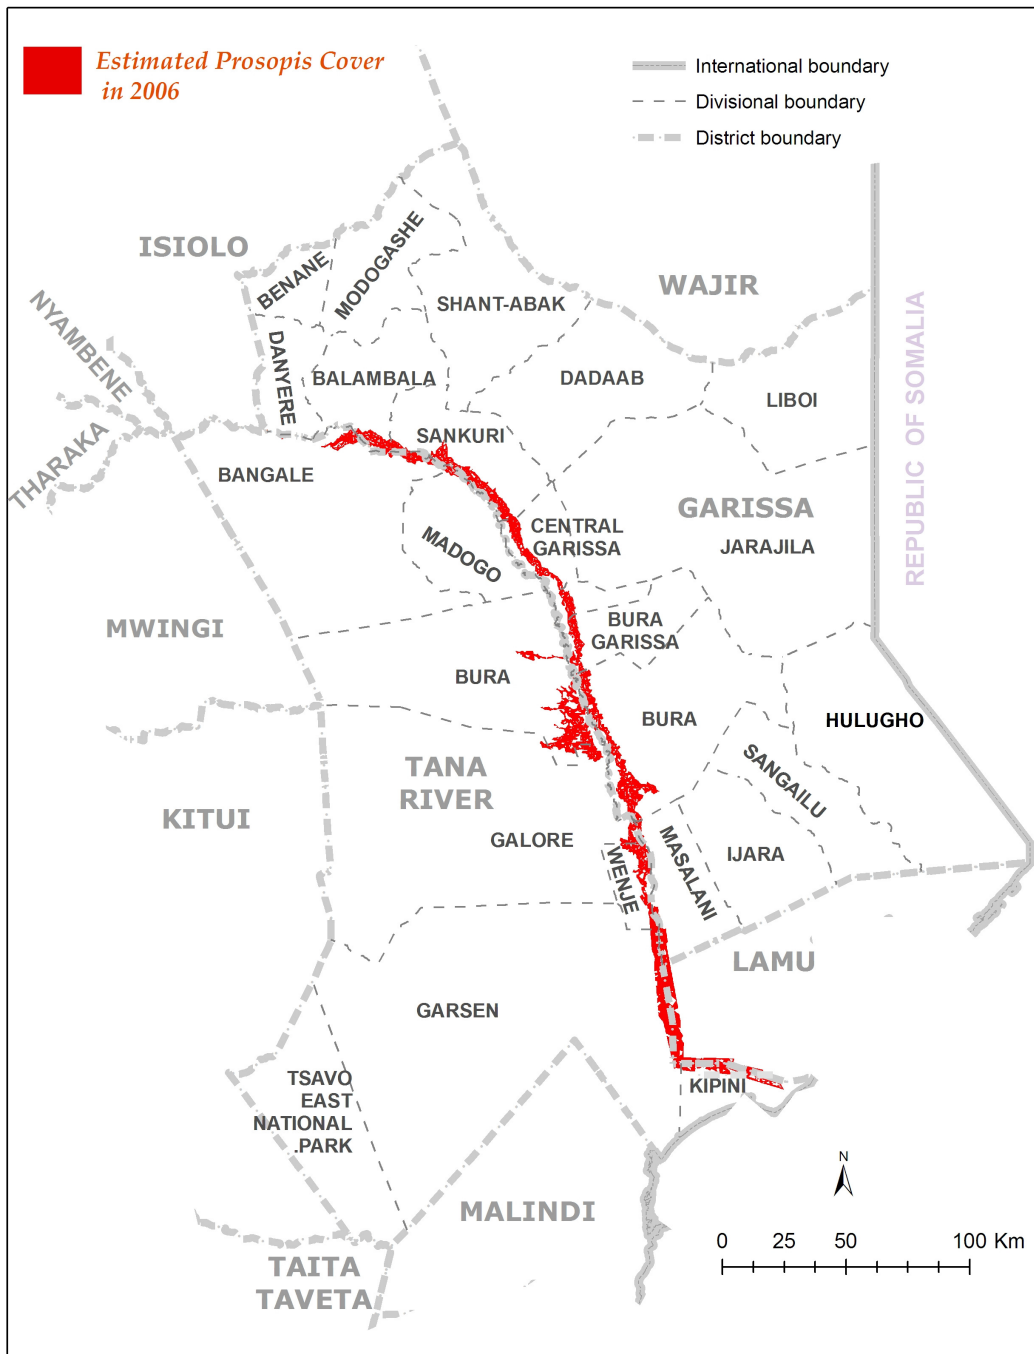 Estimated Prosopis Cover
in 2006
International boundary
Divisional boundary
District boundary
ISIOLO
BENANE
MODOGASHE
WAJIR
SHANT-ABAK
NYAMBENE
DANYERE
BALAMBALA
DADAAB
LIBOI
REPUBLIC OF SOMALIA
THARAKA
SANKURI
BANGALE
GARISSA
CENTRAL
GARISSA
JARAJILA
MADOGO
MWINGI
BURA
GARISSA
BURA
BURA
HULUGHO
TANA
RIVER
SANGAILU
KITUI
GALORE
WENJE
MASALANI
IJARA
LAMU
GARSEN
TSAVO
EAST
NATIONAL
.PARK
KIPINI
MALINDI
TAITA
TAVETA
N
0 25 50 100 Km